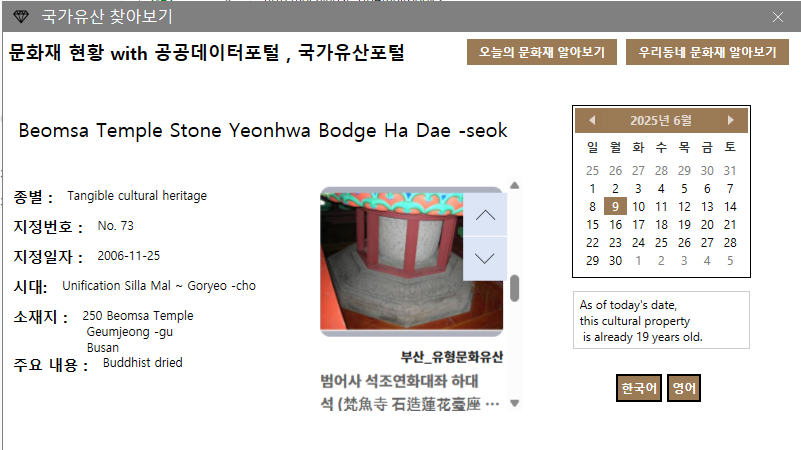 국가유산 찾아보기
문화재 현황 with 공공데이터포털 , 국가유산포털
오늘의 문화재 알아보기
우리동네 문화재 알아보기
Beomsa Temple Stone Yeonhwa Bodge Ha Dae -seok
종별 : Tangible cultural heritage
지정번호 : No. 73
지정일자 : 2006-11-25
시대: Unification Silla Mal ~ Goryeo -cho
소재지 : 250 Beomsa Temple
Geumjeong -gu
Busan
주요 내용 : Buddhist dried
부산_유형문화유산
범어사 석조연화대좌 하대
석 (梵魚寺 石造蓮花臺座 …
2025년 6월
일 월 화 수 목 금 토
25 26 27 28 29 30 31
1 2 3 4 5 6 7
8 9 10 11 12 13 14
15 16 17 18 19 20 21
22 23 24 25 26 27 28
29 30 1 2 3 4 5
As of today's date,
this cultural property
is already 19 years old.
한국어 영어